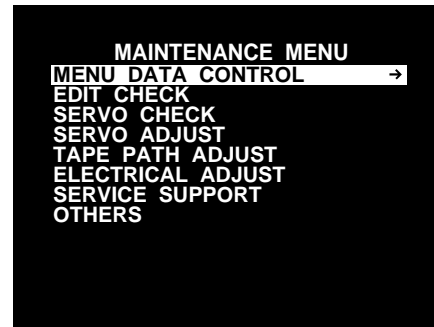 MAINTENANCE MENU
MENU DATA CONTROL →
EDIT CHECK
SERVO CHECK
SERVO ADJUST
TAPE PATH ADJUST
ELECTRICAL ADJUST
SERVICE SUPPORT
OTHERS